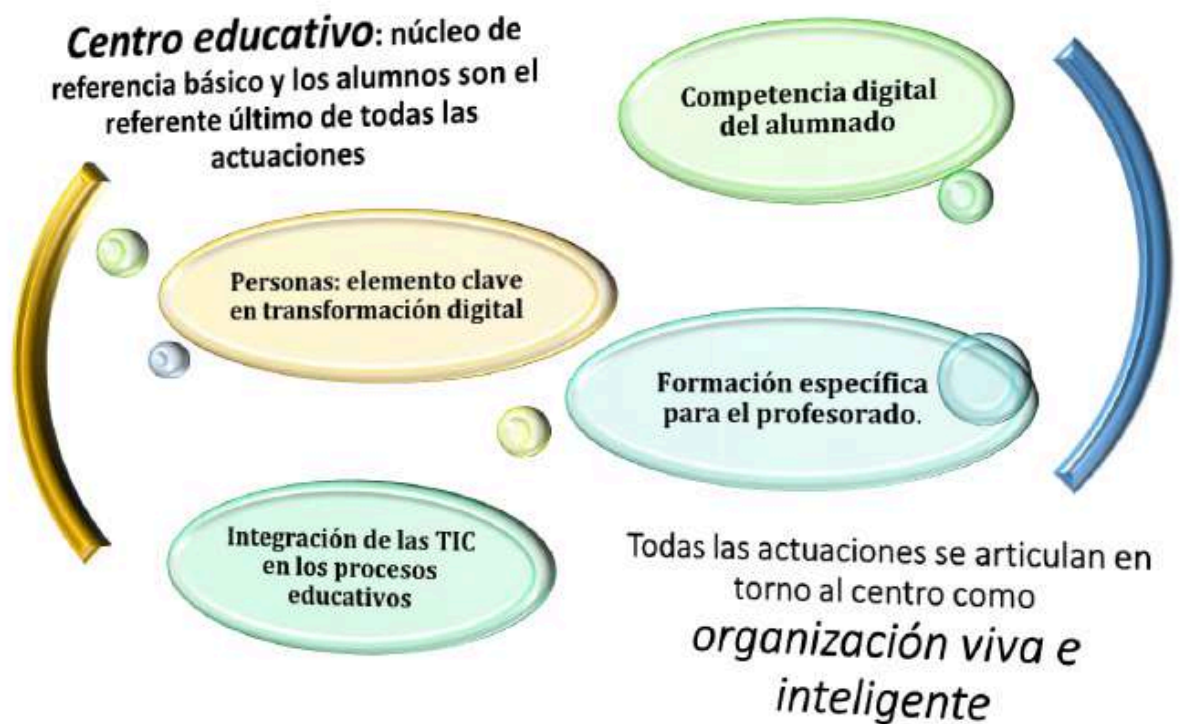 Centro educativo: núcleo de
referencia básico y los alumnos son el
referente último de todas las
actuaciones
Competencia digital
del alumnado
Personas: elemento clave
en transformación digital
Formación específica
para el profesorado.
Integración de las TIC
en los procesos
educativos
Todas las actuaciones se articulan en
torno al centro como
organización viva e
inteligente